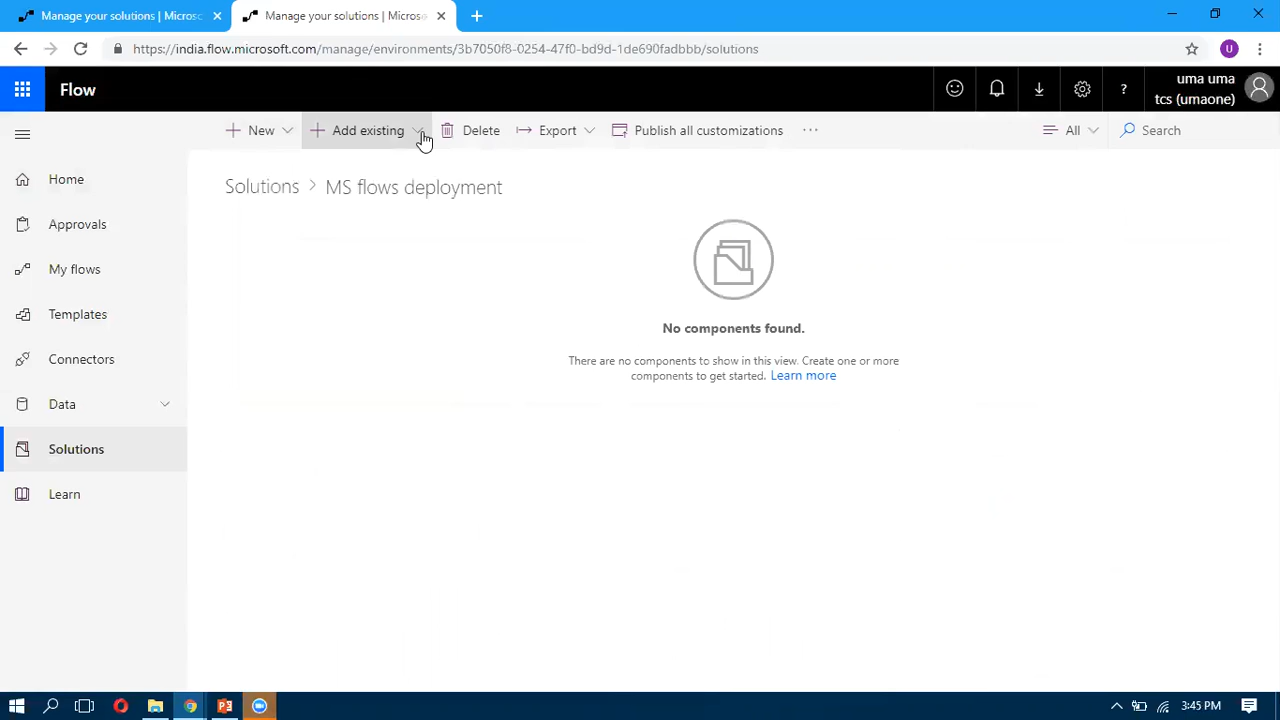 Manage your solutions | Microsc
Manage your solutions | Microse
https://india.flow.microsoft.com/manage/environments/3b7050f8-0254-47f0-bd9d-1de690fadbbb/solutions
U
Flow
?
uma uma
tcs (umaone)
New
Add existing
Delete
Export
Publish all customizations
All
Search
Home
Approvals
My flows
Templates
Connectors
Data
Solutions
Learn
Solutions > MS flows deployment
No components found.
There are no components to show in this view. Create one or more
components to get started. Learn more
3:45 PM